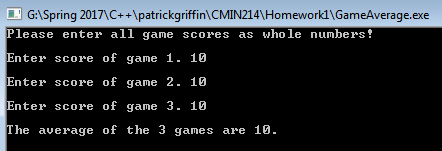 G:\Spring 2017\C++\patrickgriffin\CMIN214\Homework1\GameAverage.exe
Please enter all game scores as whole numbers!
Enter score of game 1. 10
Enter score of game 2. 10
Enter score of game 3. 10
The average of the 3 games are 10.